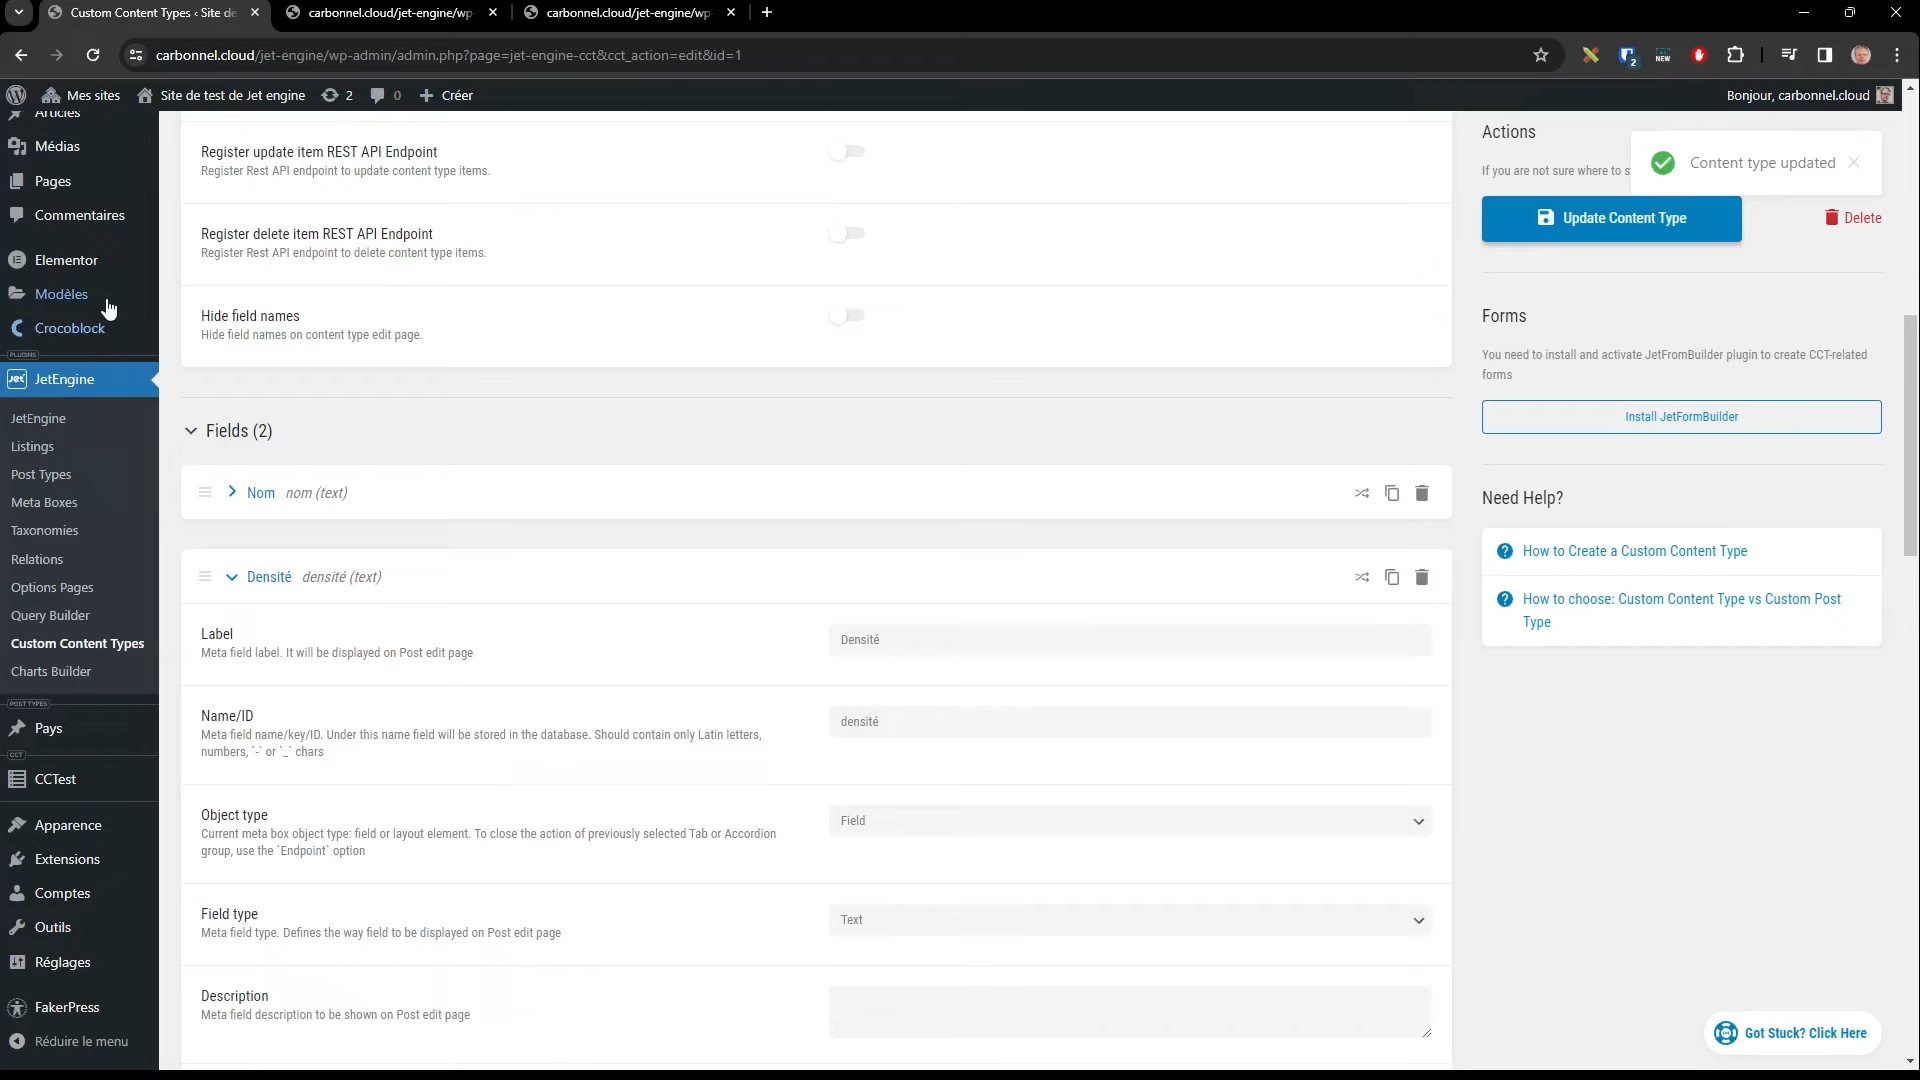 Custom Content Types ‹ Site de
carbonnel.cloud/jet-engine/wp-
carbonnel.cloud/jet-engine/wp-
carbonnel.cloud/jet-engine/wp-admin/admin.php?page=jet-engine-cct&cct_action=edit&id=1
2
NEW
Mes sites
Site de test de Jet engine
2
0
Créer
Bonjour, carbonnel.cloud
Articles
Médias
Pages
Commentaires
Elementor
Modèles
Crocoblock
PLUGINS
Jet
JetEngine
JetEngine
Listings
Post Types
Meta Boxes
Taxonomies
Relations
Options Pages
Query Builder
Custom Content Types
Charts Builder
POST TYPES
Pays
CCT
CCTest
Apparence
Extensions
Comptes
Outils
Réglages
FakerPress
Réduire le menu
Register update item REST API Endpoint
Register Rest API endpoint to update content type items.
Register delete item REST API Endpoint
Register Rest API endpoint to delete content type items.
Hide field names
Hide field names on content type edit page.
Fields (2)
Nom nom (text)
Densité densité (text)
Label
Meta field label. It will be displayed on Post edit page
Densité
Name/ID
Meta field name/key/ID. Under this name field will be stored in the database. Should contain only Latin letters,
numbers, `-` or `_` chars
densité
Object type
Current meta box object type: field or layout element. To close the action of previously selected Tab or Accordion
group, use the `Endpoint` option
Field
Field type
Meta field type. Defines the way field to be displayed on Post edit page
Text
Description
Meta field description to be shown on Post edit page
Actions
If you are not sure where to s
Content type updated
Update Content Type
Delete
Forms
You need to install and activate JetFromBuilder plugin to create CCT-related
forms
Install JetFormBuilder
Need Help?
How to Create a Custom Content Type
How to choose: Custom Content Type vs Custom Post
Type
Got Stuck? Click Here